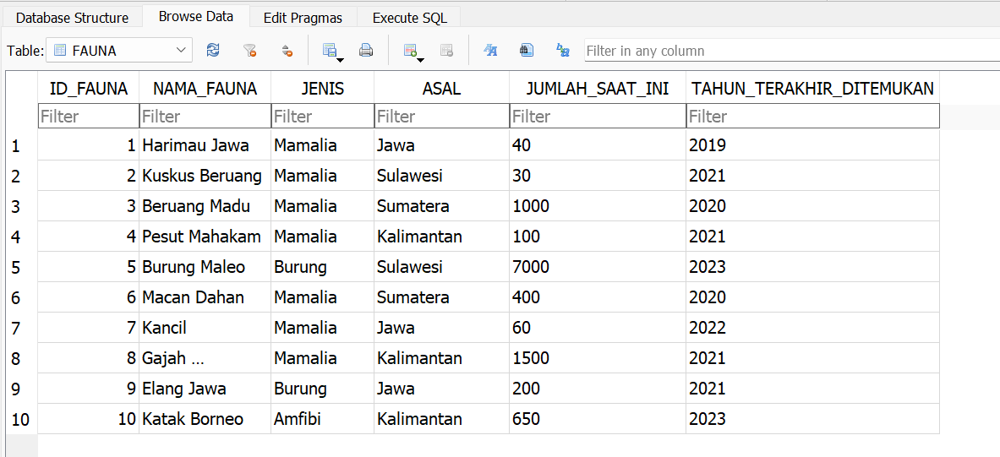 Database Structure Browse Data Edit Pragmas Execute SQL
Table: FAUNA Filter in any column
ID_FAUNA NAMA_FAUNA JENIS ASAL JUMLAH_SAAT_INI TAHUN_TERAKHIR_DITEMUKAN
Filter Filter Filter Filter Filter Filter
1 1 Harimau Jawa Mamalia Jawa 40 2019
2 2 Kuskus Beruang Mamalia Sulawesi 30 2021
3 3 Beruang Madu Mamalia Sumatera 1000 2020
4 4 Pesut Mahakam Mamalia Kalimantan 100 2021
5 5 Burung Maleo Burung Sulawesi 7000 2023
6 6 Macan Dahan Mamalia Sumatera 400 2020
7 7 Kancil Mamalia Jawa 60 2022
8 8 Gajah ... Mamalia Kalimantan 1500 2021
9 9 Elang Jawa Burung Jawa 200 2021
10 10 Katak Borneo Amfibi Kalimantan 650 2023